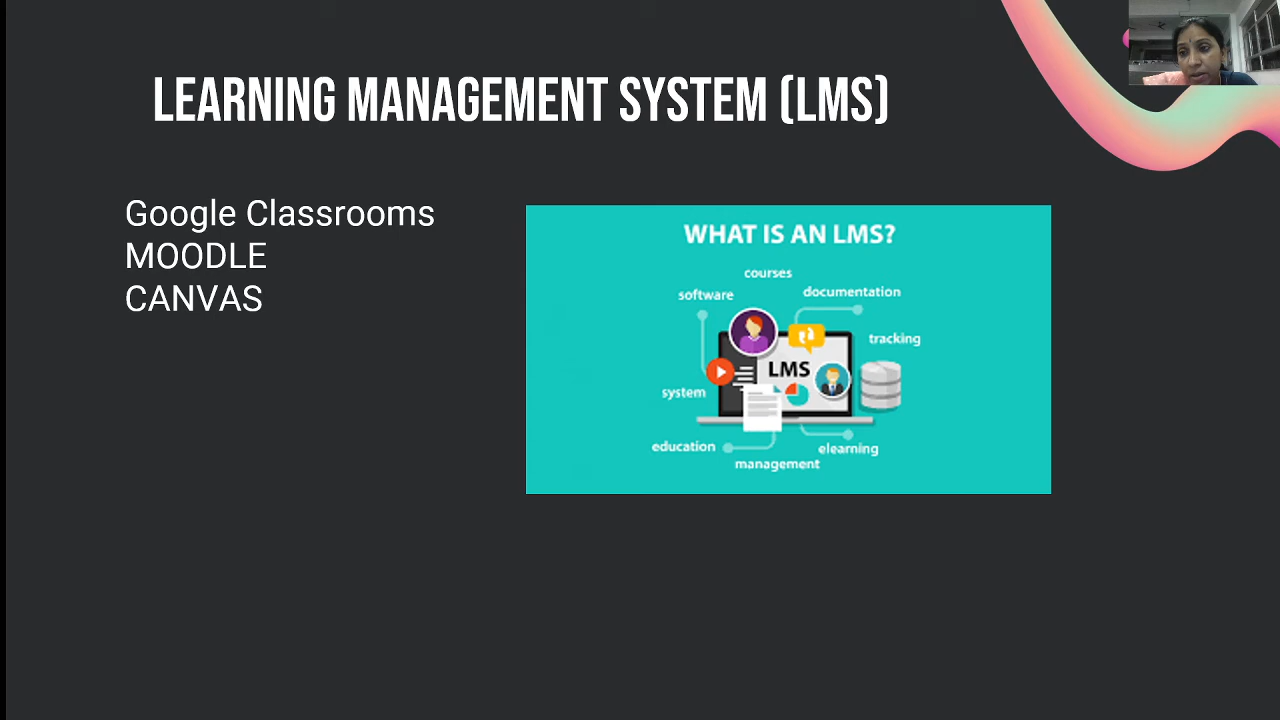 LEARNING MANAGEMENT SYSTEM (LMS)
Google Classrooms
MOODLE
CANVAS
WHAT IS AN LMS?
courses
software
documentation
tracking
LMS
system
education
elearning
management